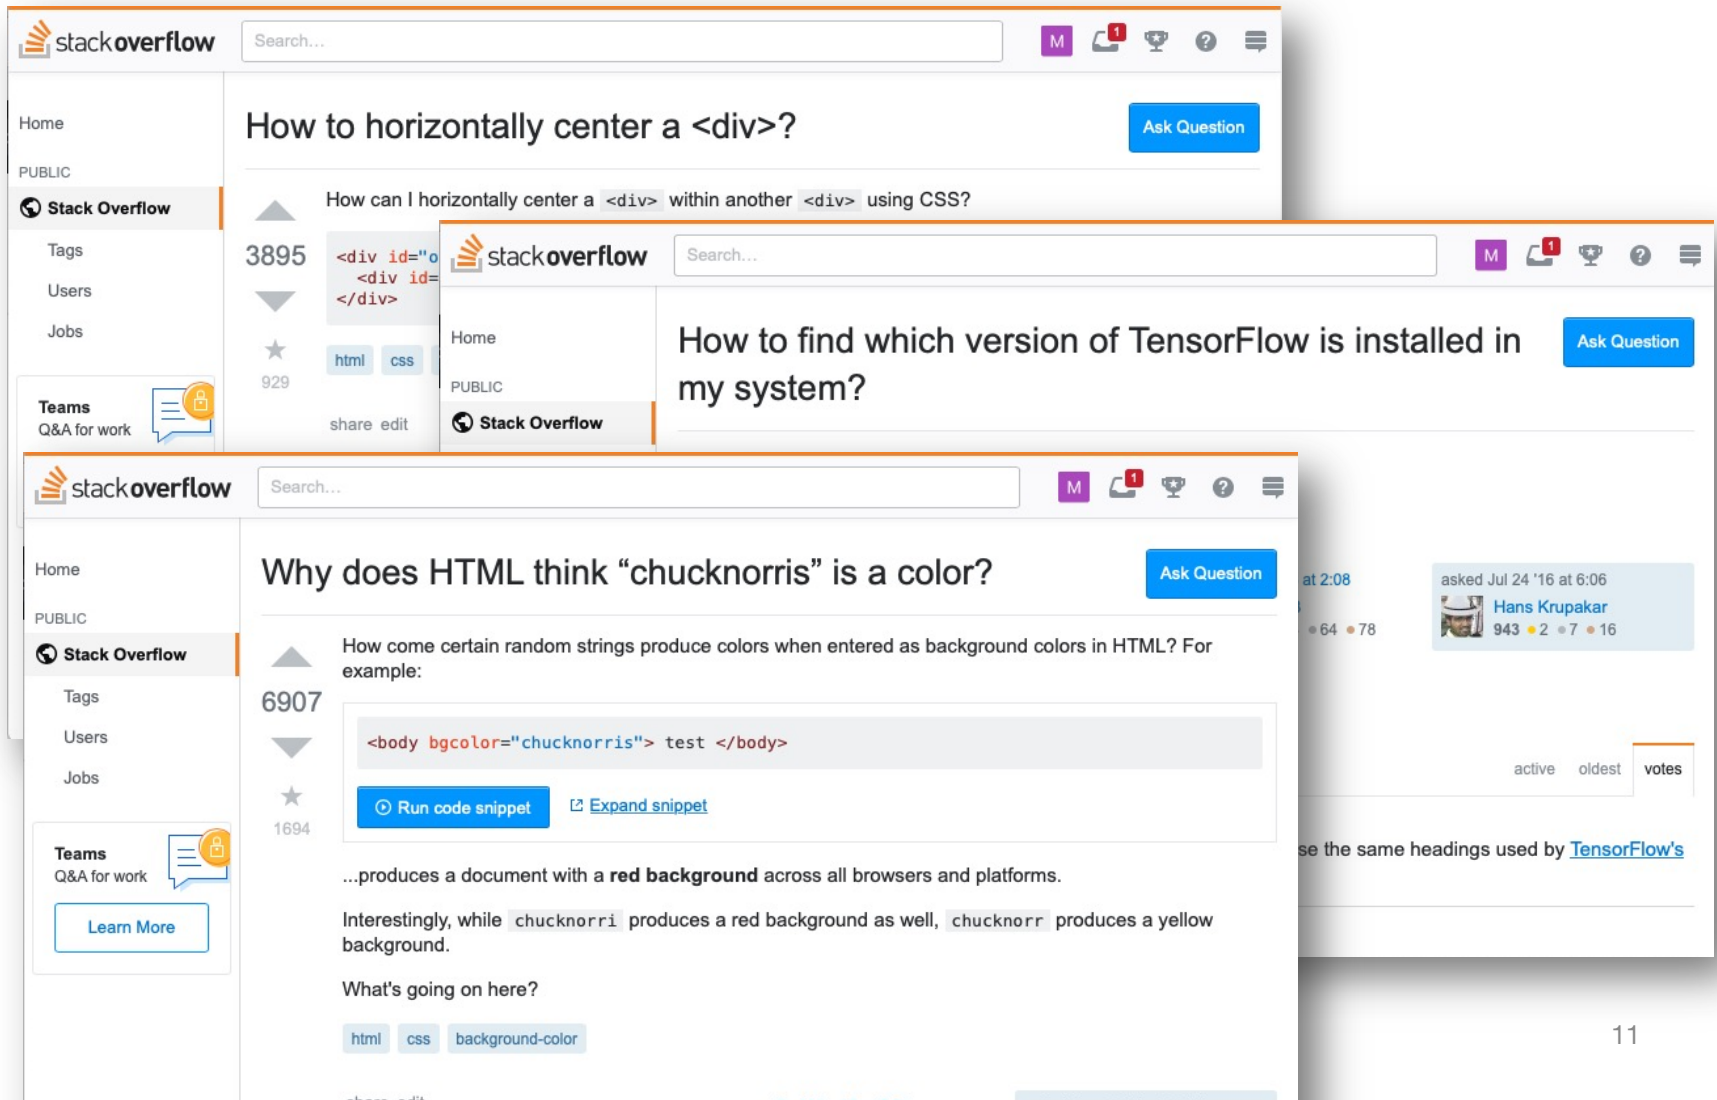 stackoverflow
Search...
M
1
?
Home
PUBLIC
Stack Overflow
Tags
Users
Jobs
Teams
Q&A for work
How to horizontally center a <div>?
Ask Question
How can I horizontally center a <div> within another <div> using CSS?
3895
<div id="o
<div id=
</div>
929
html css
share edit
stackoverflow
Search...
M
1
?
Home
PUBLIC
Stack Overflow
How to find which version of TensorFlow is installed in
my system?
Ask Question
at 2:08
64 78
asked Jul 24 '16 at 6:06
Hans Krupakar
943 2 7 16
active oldest votes
se the same headings used by TensorFlow's
stackoverflow
Search...
M
1
?
Home
PUBLIC
Stack Overflow
Tags
Users
Jobs
Teams
Q&A for work
Learn More
Why does HTML think “chucknorris” is a color?
Ask Question
How come certain random strings produce colors when entered as background colors in HTML? For
example:
6907
<body bgcolor="chucknorris"> test </body>
Run code snippet Expand snippet
1694
...produces a document with a red background across all browsers and platforms.
Interestingly, while chucknorri produces a red background as well, chucknorr produces a yellow
background.
What's going on here?
html css background-color
11